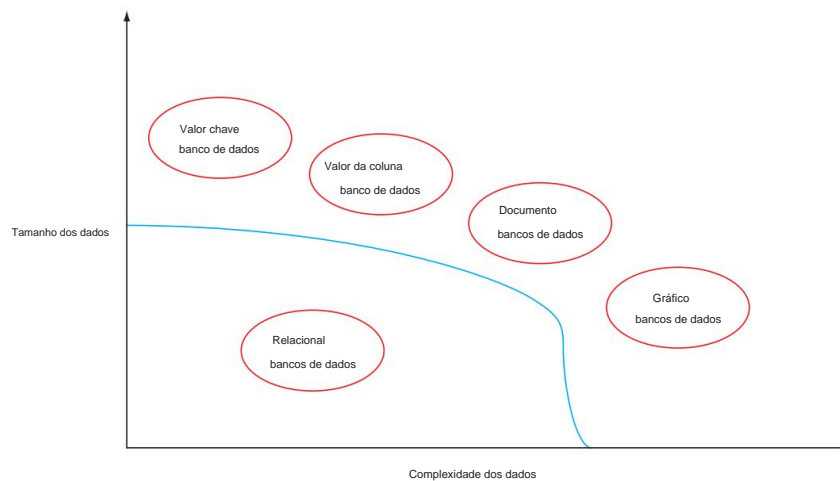 Valor chave
banco de dados
Valor da coluna
banco de dados
Documento
bancos de dados
Tamanho dos dados
Gráfico
bancos de dados
Relacional
bancos de dados
Complexidade dos dados